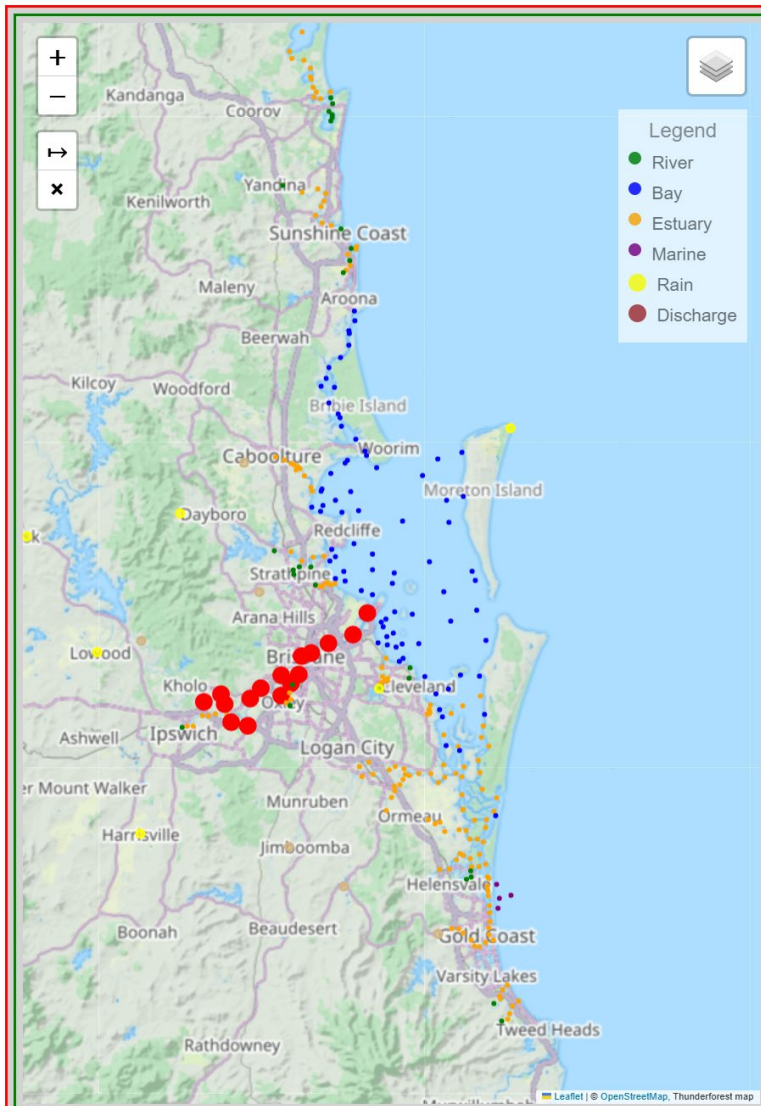 +
−
↦
×
Legend
River
Bay
Estuary
Marine
Rain
Discharge
Kandanga
Cooroy
Yandina
Kenilworth
Sunshine Coast
Maleny
Aroona
Beerwah
Kilcoy
Woodford
Bribie Island
Woorim
Caboolture
Moreton Island
Dayboro
Redcliffe
Strathpine
Arana Hills
Lowood
Brisbane
Kholo
Cleveland
Oxley
Ashwell
Ipswich
Logan City
er Mount Walker
Munruben
Ormeau
Harrisville
Jimboomba
Helensvale
Boonah
Beaudesert
Gold Coast
Varsity Lakes
Tweed Heads
Rathdowney
Leaflet | © OpenStreetMap, Thunderforest map